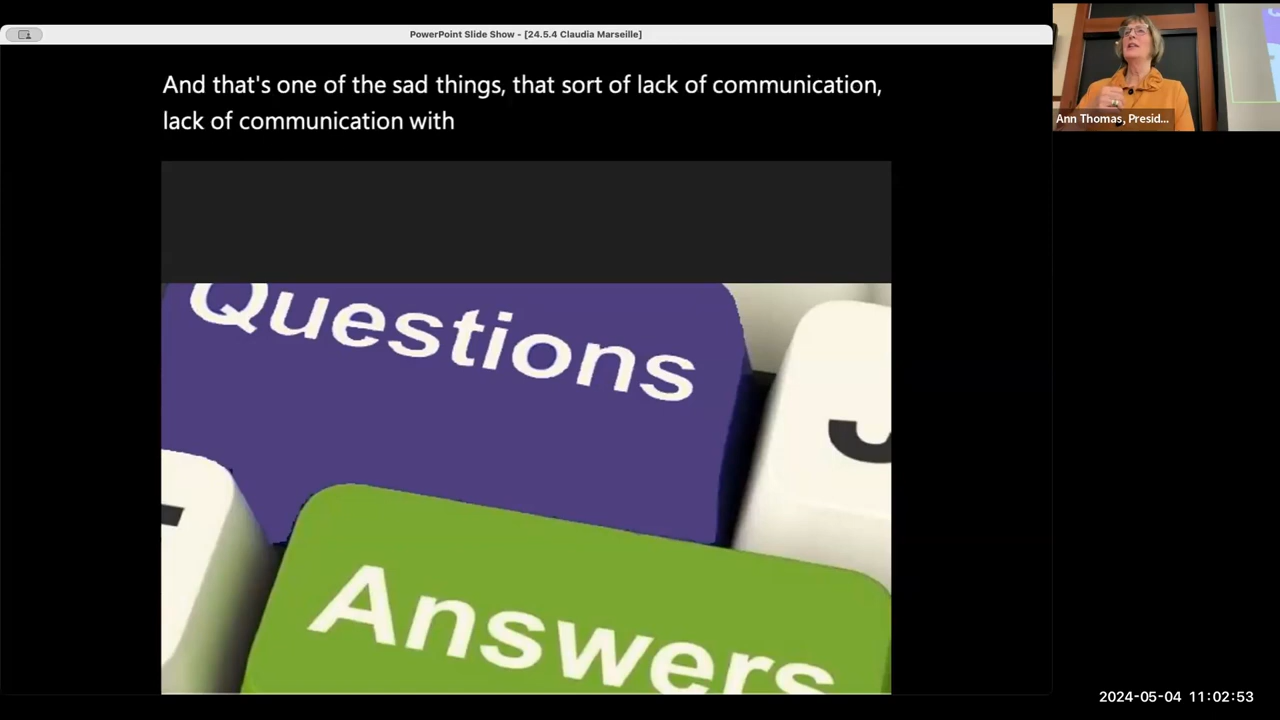 PowerPoint Slide Show - [24.5.4 Claudia Marseille]
And that's one of the sad things, that sort of lack of communication,
lack of communication with
Ann Thomas, Presid...
Questions
J
Answers
2024-05-04 11:02:53